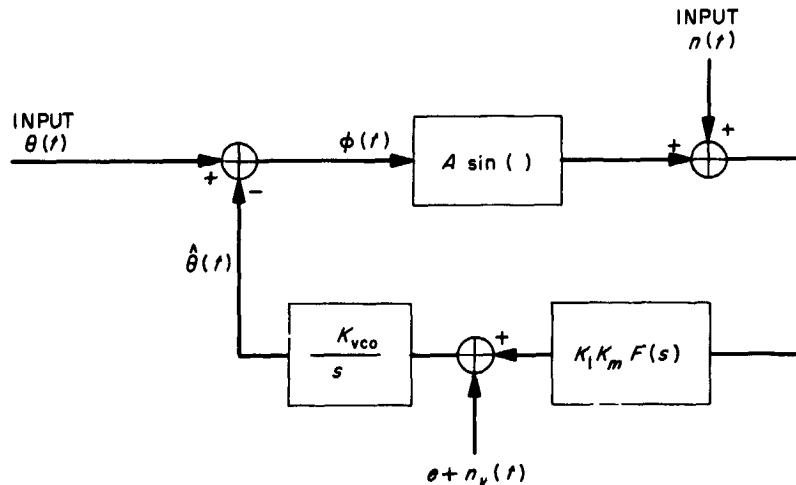 INPUT
n(t)
INPUT
θ(t)
+
−
ϕ(t)
A sin ( )
+
+
θ̂(t)
K_vco
s
+
K_1 K_m F(s)
e + n_v(t)